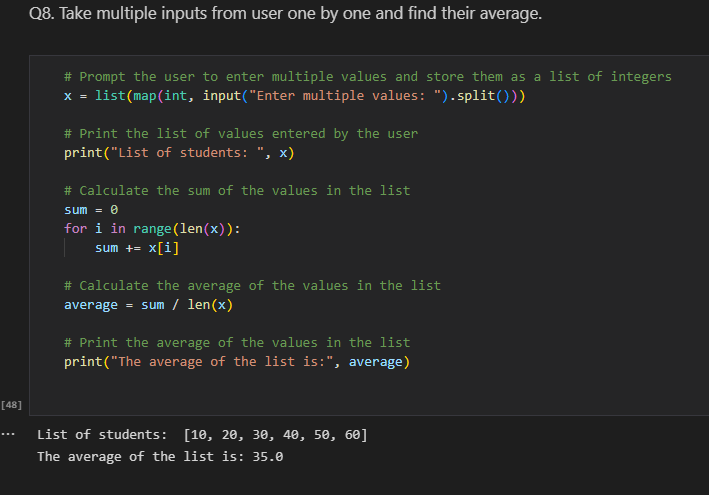 Q8. Take multiple inputs from user one by one and find their average.
# Prompt the user to enter multiple values and store them as a list of integers
x = list(map(int, input("Enter multiple values: ").split()))
# Print the list of values entered by the user
print("List of students: ", x)
# Calculate the sum of the values in the list
sum = 0
for i in range(len(x)):
    sum += x[i]
# Calculate the average of the values in the list
average = sum / len(x)
# Print the average of the values in the list
print("The average of the list is:", average)
[48]
... List of students:  [10, 20, 30, 40, 50, 60]
The average of the list is: 35.0